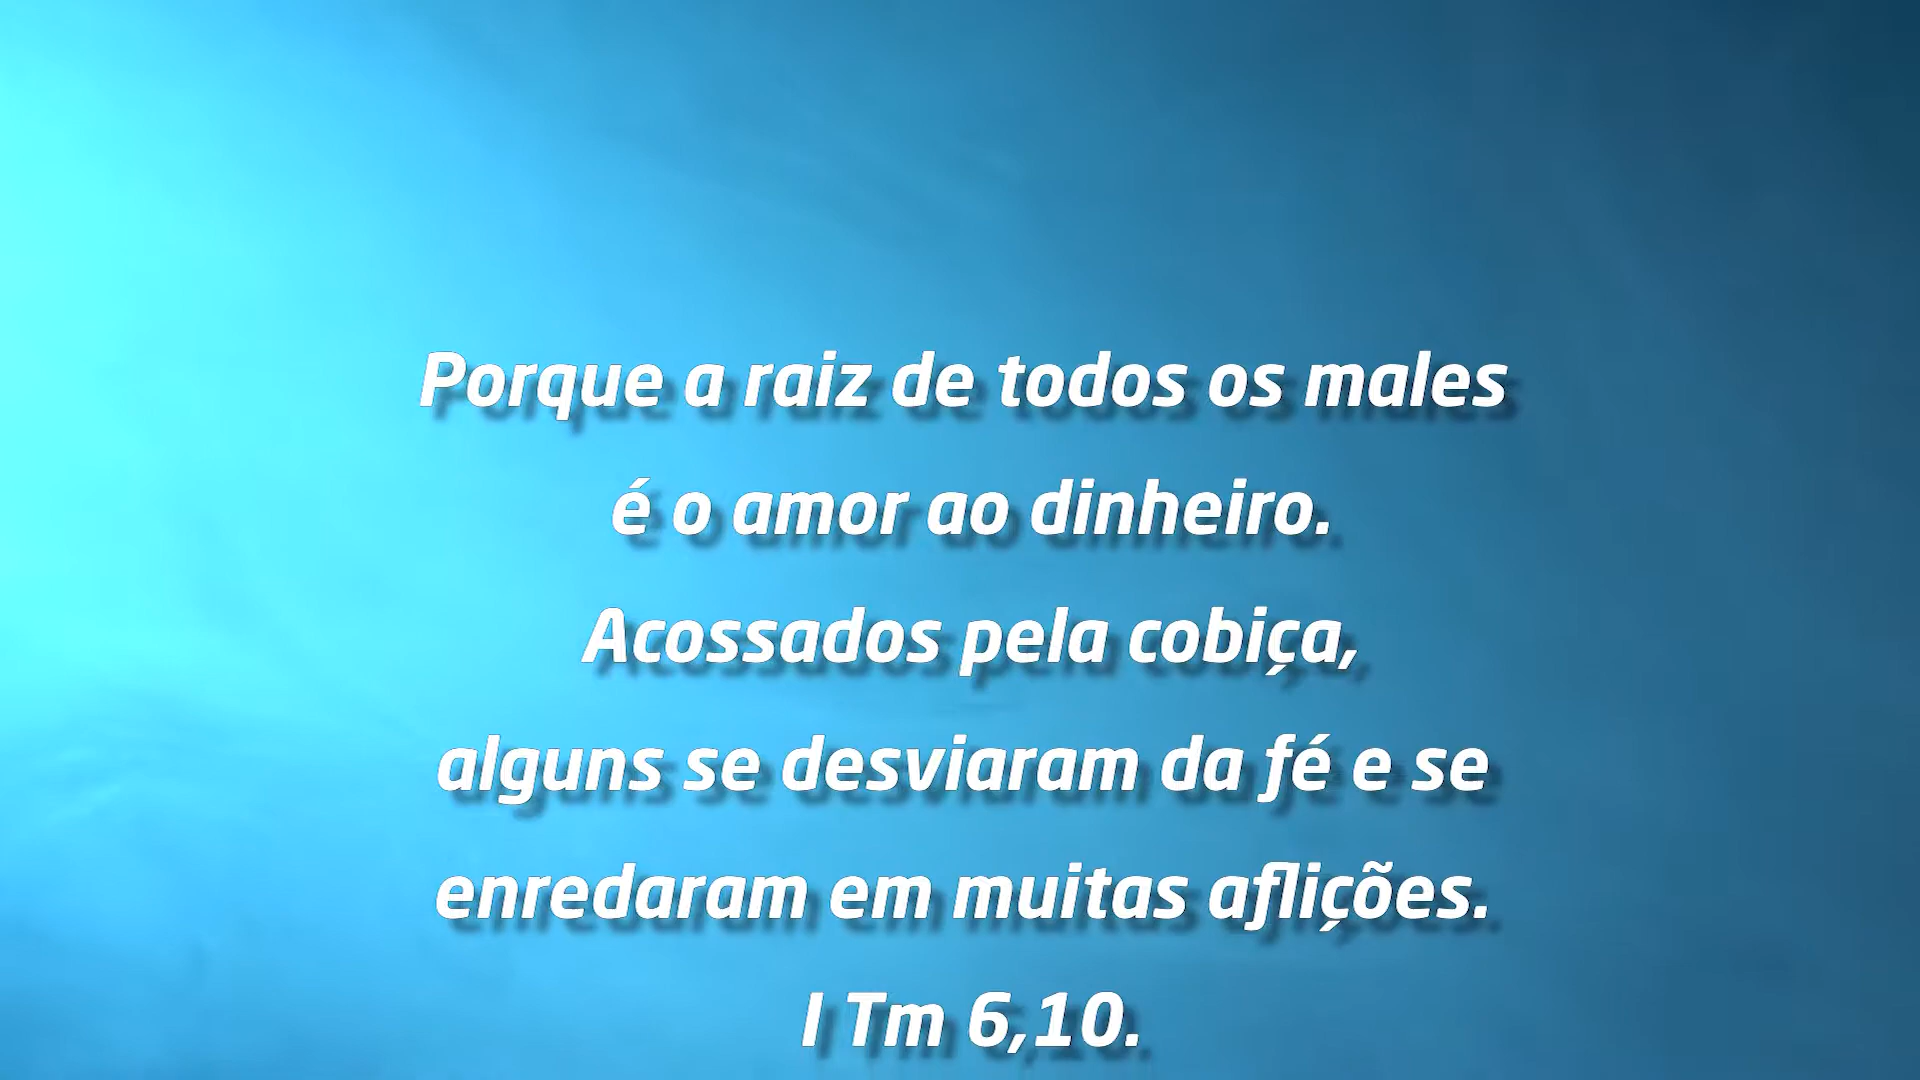 Porque a raiz de todos os males
é o amor ao dinheiro.
Acossados pela cobiça,
alguns se desviaram da fé e se
enredaram em muitas aflições.
I Tm 6,10.